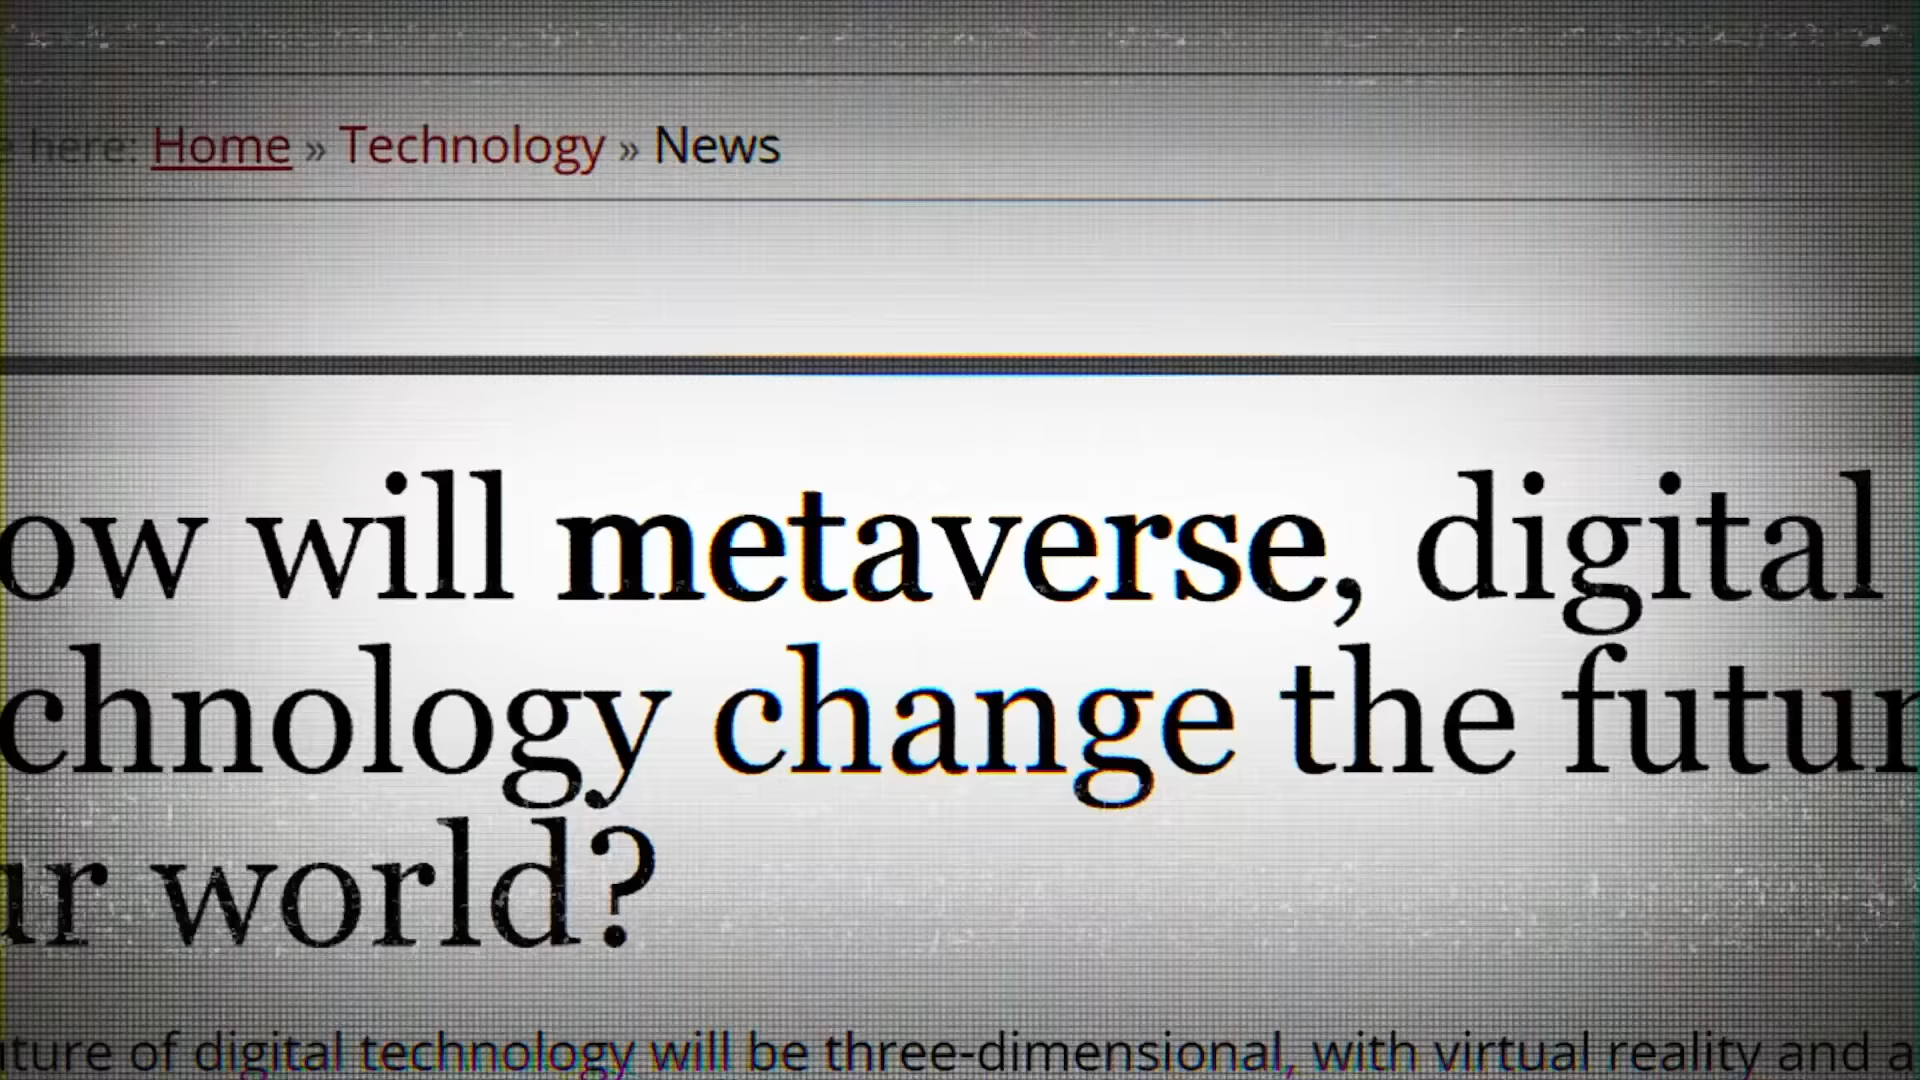 here: Home » Technology » News
ow will metaverse, digital
chnology change the futur
ur world?
ture of digital technology will be three-dimensional, with virtual reality and a